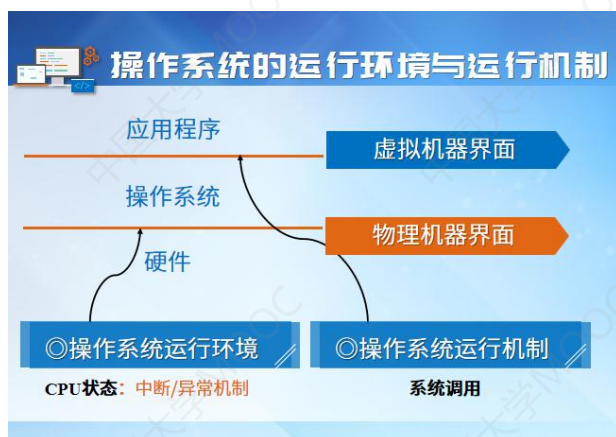 操作系统的运行环境与运行机制
应用程序
虚拟机器界面
操作系统
物理机器界面
硬件
◎操作系统运行环境
◎操作系统运行机制
CPU状态：中断/异常机制
系统调用